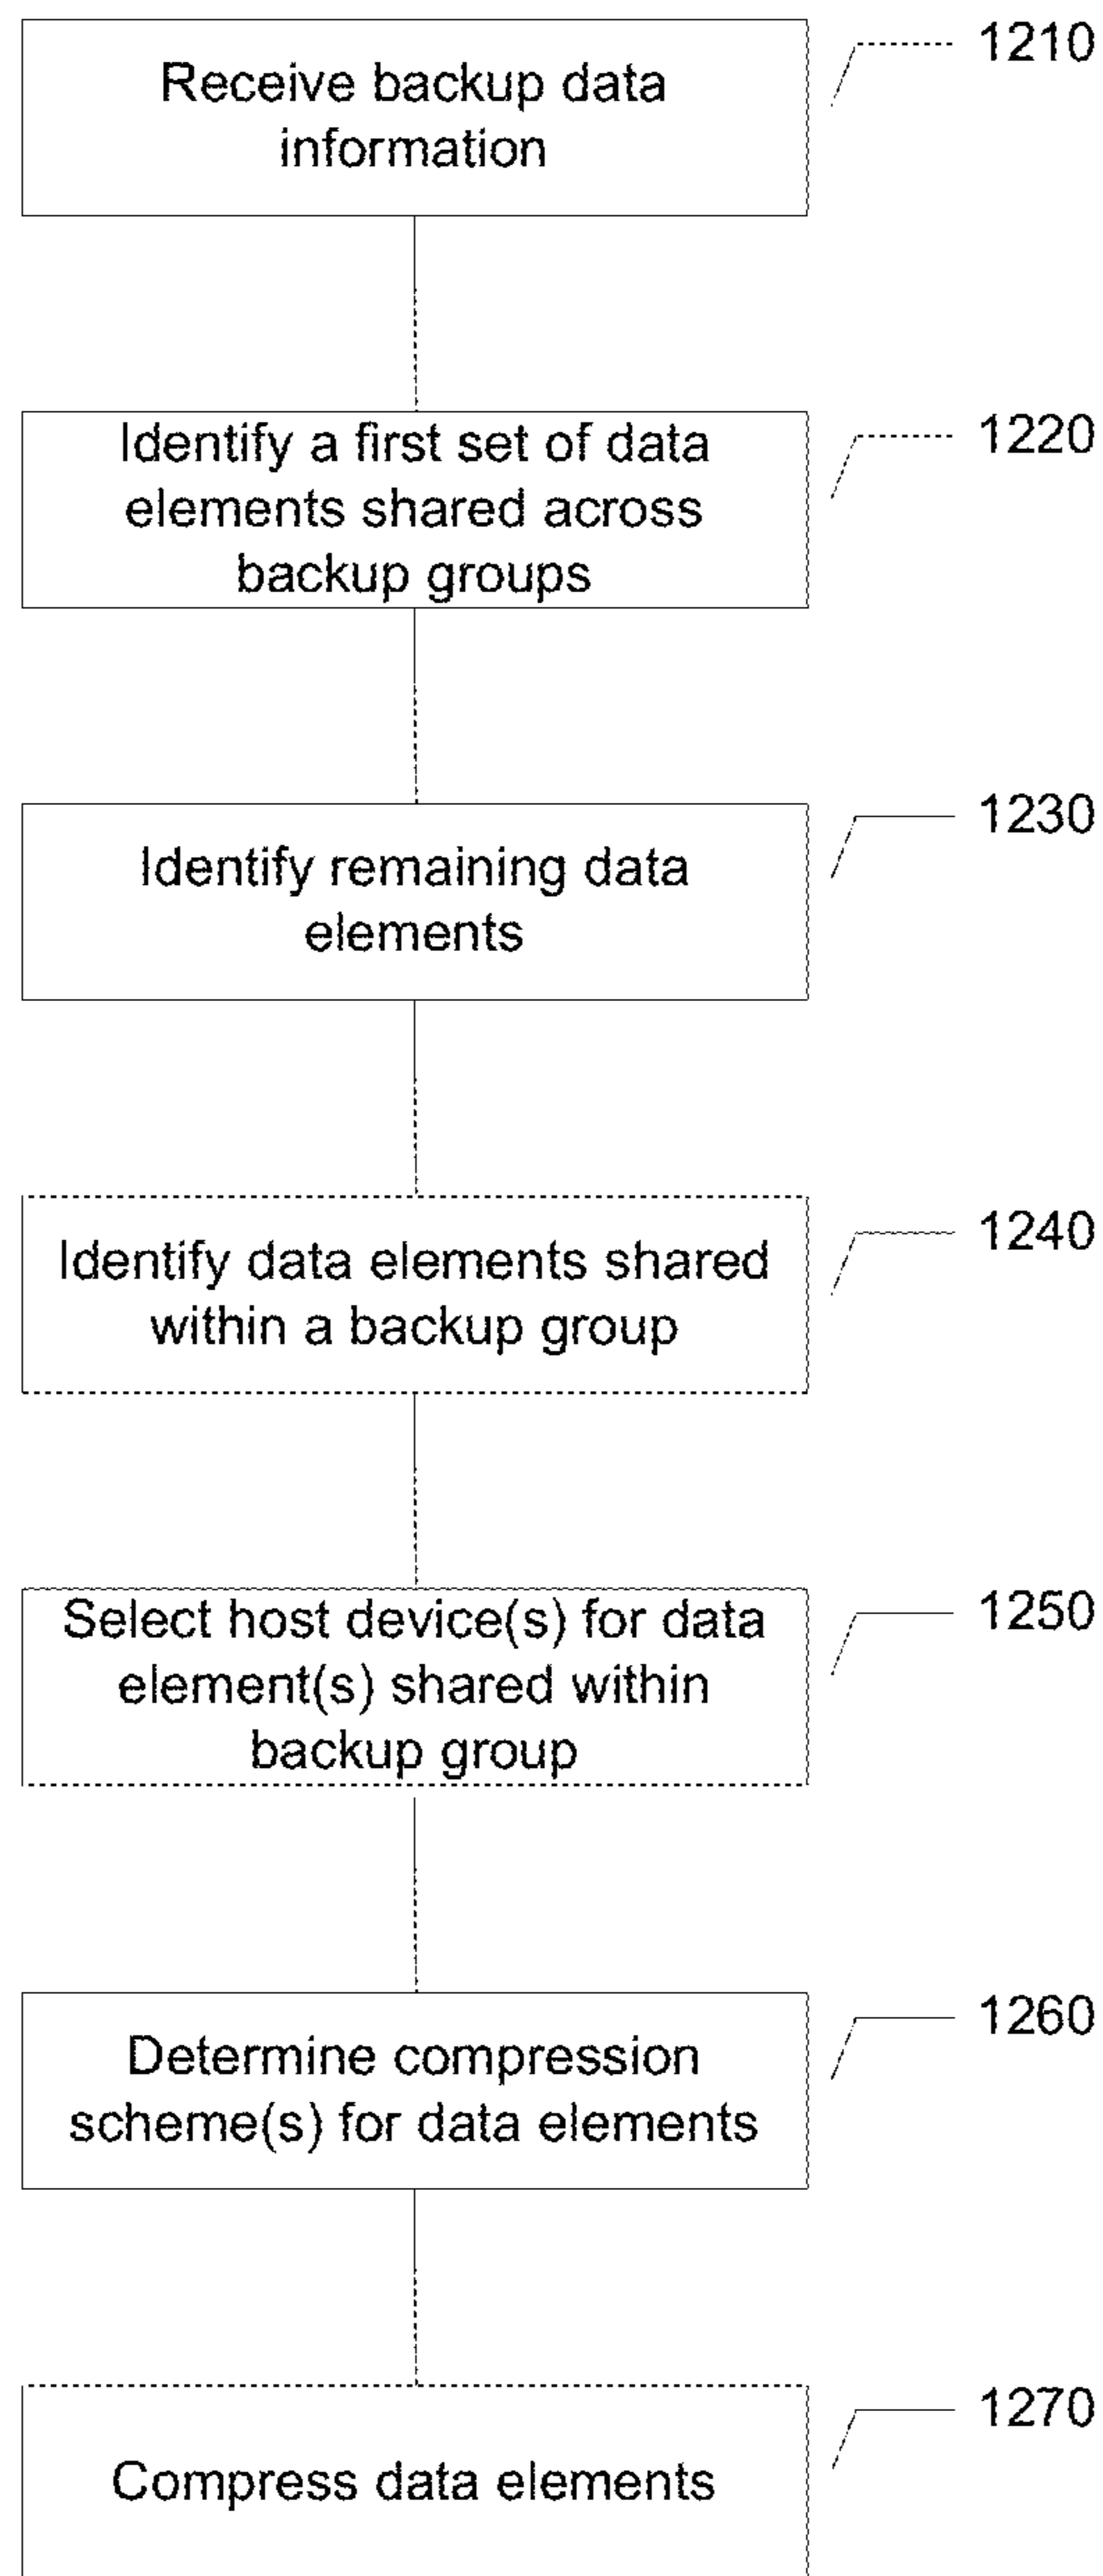 Receive backup data
information
1210
Identify a first set of data
elements shared across
backup groups
1220
Identify remaining data
elements
1230
Identify data elements shared
within a backup group
1240
Select host device(s) for data
element(s) shared within
backup group
1250
Determine compression
scheme(s) for data elements
1260
Compress data elements
1270